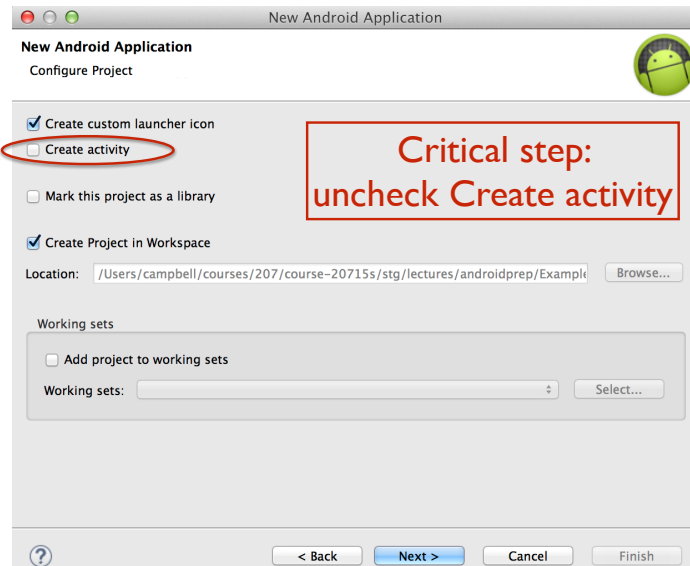 New Android Application
New Android Application
Configure Project
Create custom launcher icon
Create activity
Critical step:
uncheck Create activity
Mark this project as a library
Create Project in Workspace
Location: /Users/campbell/courses/207/course-20715s/stg/lectures/androidprep/Example Browse...
Working sets
Add project to working sets
Working sets: Select...
? < Back Next > Cancel Finish